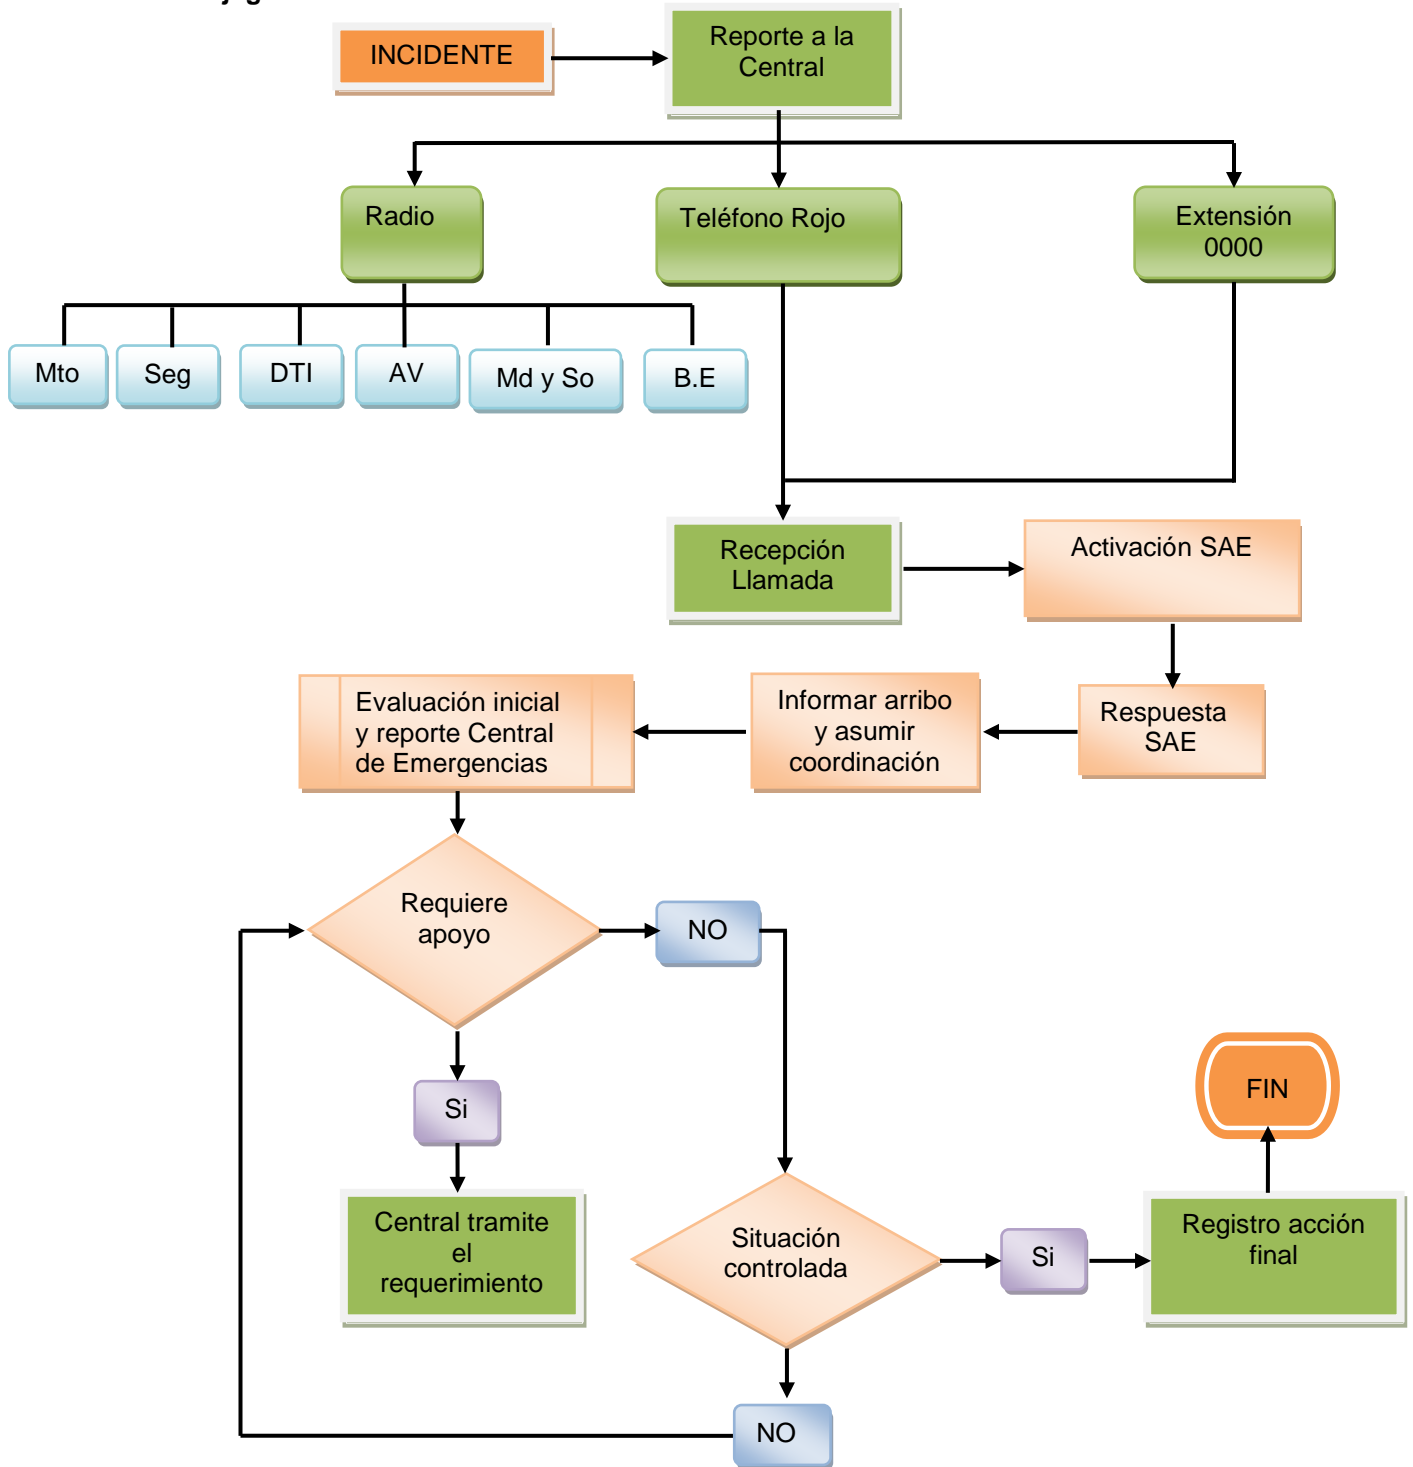 INCIDENTE
Reporte a la
Central
Radio
Teléfono Rojo
Extensión
0000
Mto
Seg
DTI
AV
Md y So
B.E
Recepción
Llamada
Activación SAE
Evaluación inicial
y reporte Central
de Emergencias
Informar arribo
y asumir
coordinación
Respuesta
SAE
Requiere
apoyo
NO
Si
FIN
Central tramite
el
requerimiento
Situación
controlada
Si
Registro acción
final
NO